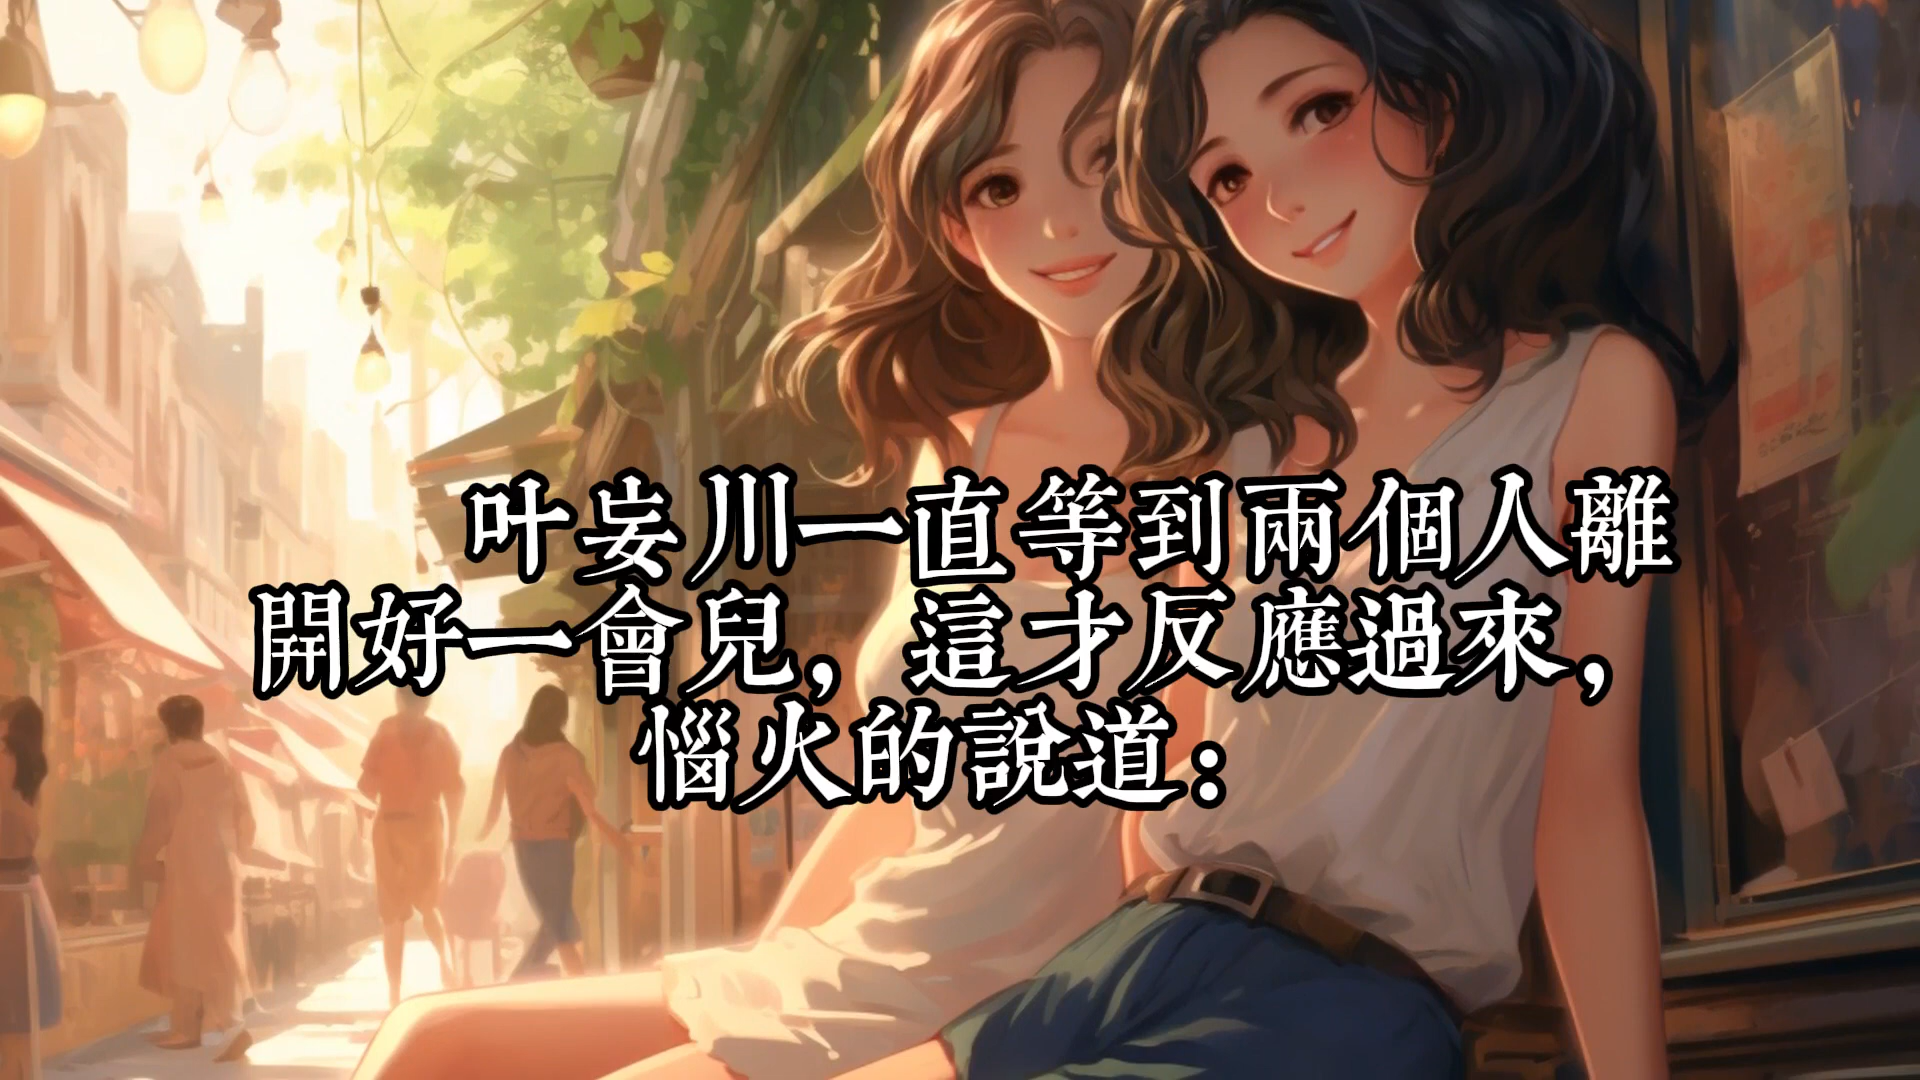 叶妄川一直等到兩個人離
開好一會兒，這才反應過來，
惱火的說道：